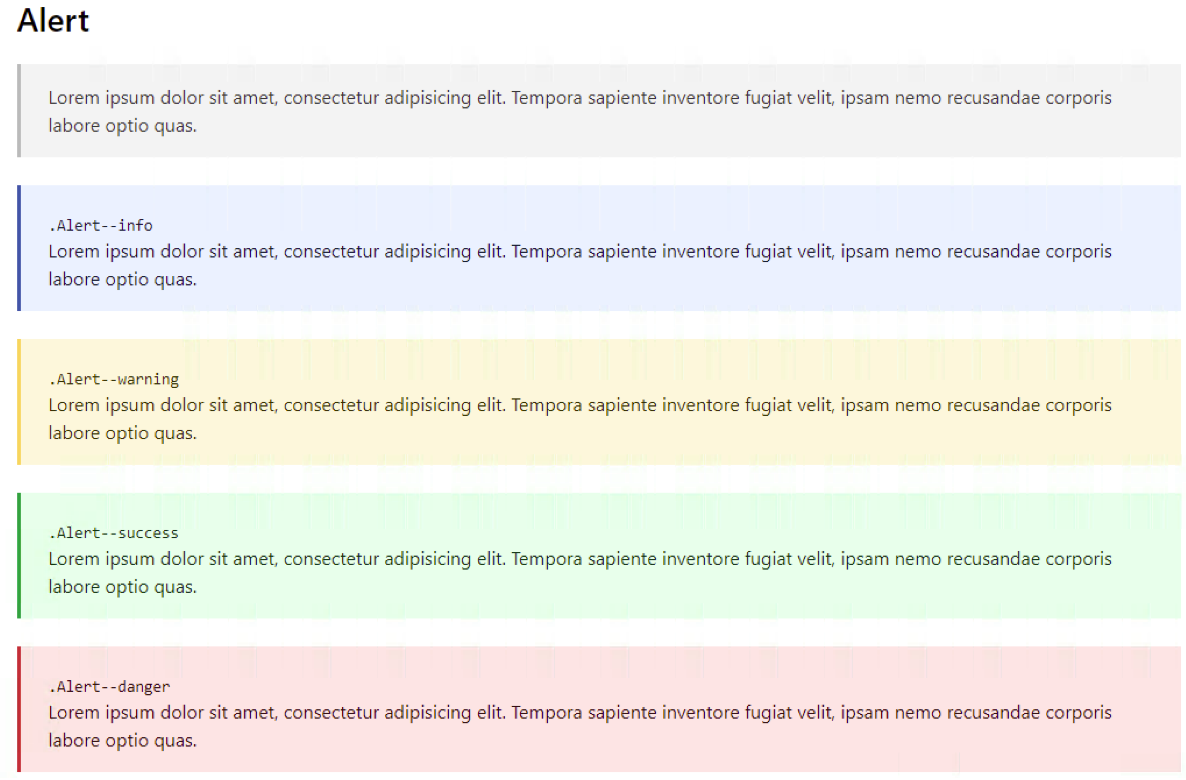 Alert
Lorem ipsum dolor sit amet, consectetur adipisicing elit. Tempora sapiente inventore fugiat velit, ipsam nemo recusandae corporis
labore optio quas.
.Alert--info
Lorem ipsum dolor sit amet, consectetur adipisicing elit. Tempora sapiente inventore fugiat velit, ipsam nemo recusandae corporis
labore optio quas.
.Alert--warning
Lorem ipsum dolor sit amet, consectetur adipisicing elit. Tempora sapiente inventore fugiat velit, ipsam nemo recusandae corporis
labore optio quas.
.Alert--success
Lorem ipsum dolor sit amet, consectetur adipisicing elit. Tempora sapiente inventore fugiat velit, ipsam nemo recusandae corporis
labore optio quas.
.Alert--danger
Lorem ipsum dolor sit amet, consectetur adipisicing elit. Tempora sapiente inventore fugiat velit, ipsam nemo recusandae corporis
labore optio quas.